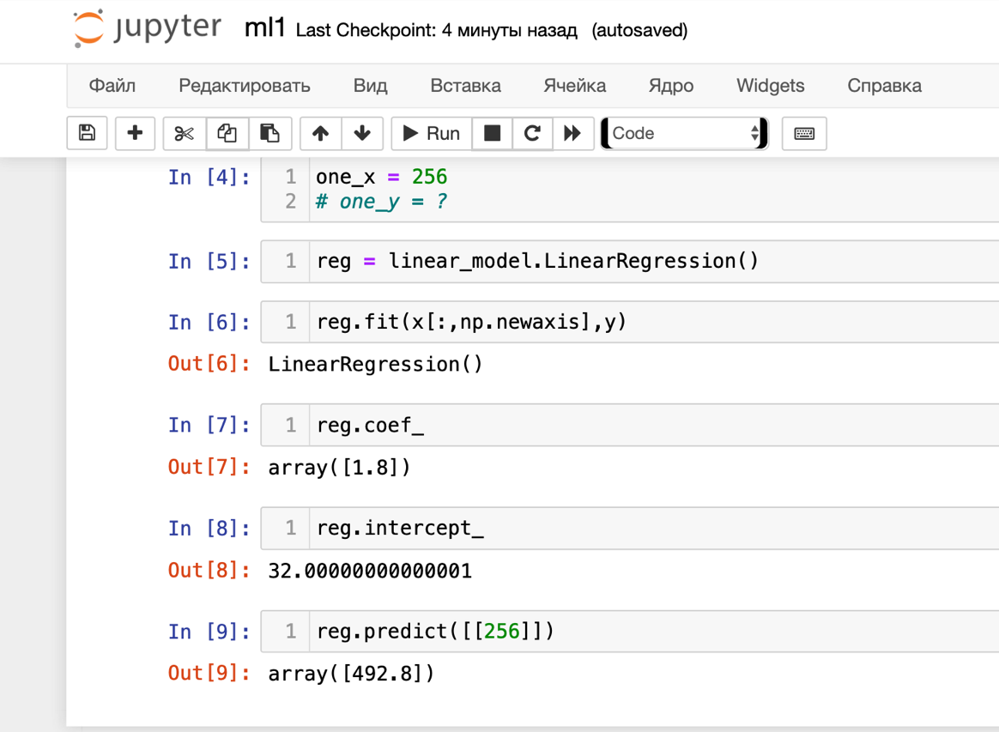 jupyter ml1 Last Checkpoint: 4 минуты назад (autosaved)
Файл Редактировать Вид Вставка Ячейка Ядро Widgets Справка
Run Code
In [4]: 1 one_x = 256
2 # one_y = ?
In [5]: 1 reg = linear_model.LinearRegression()
In [6]: 1 reg.fit(x[:,np.newaxis],y)
Out[6]: LinearRegression()
In [7]: 1 reg.coef_
Out[7]: array([1.8])
In [8]: 1 reg.intercept_
Out[8]: 32.00000000000001
In [9]: 1 reg.predict([[256]])
Out[9]: array([492.8])